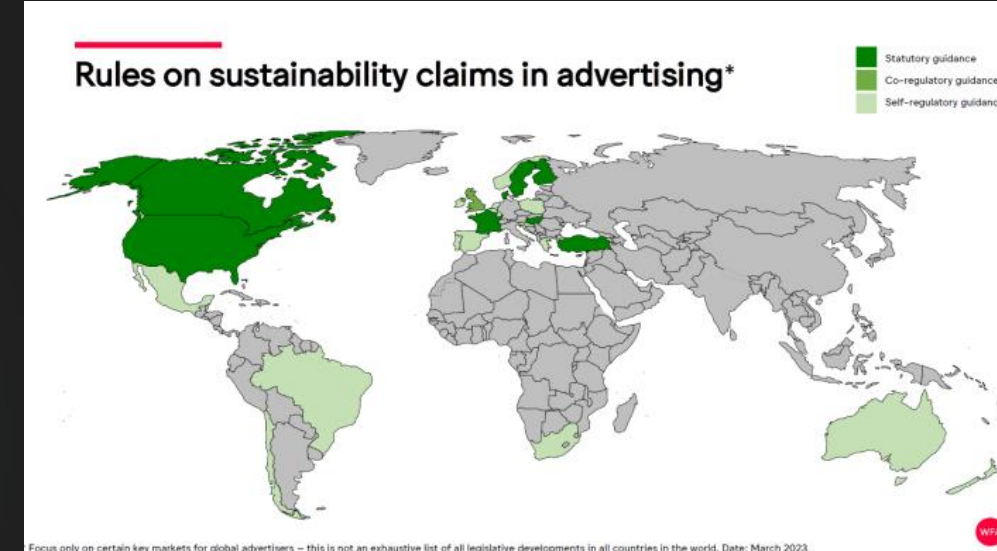 Rules on sustainability claims in advertising*
Statutory guidance
Co-regulatory guidance
Self-regulatory guidanc
* Focus only on certain key markets for global advertisers – this is not an exhaustive list of all legislative developments in all countries in the world. Date: March 2023
WF